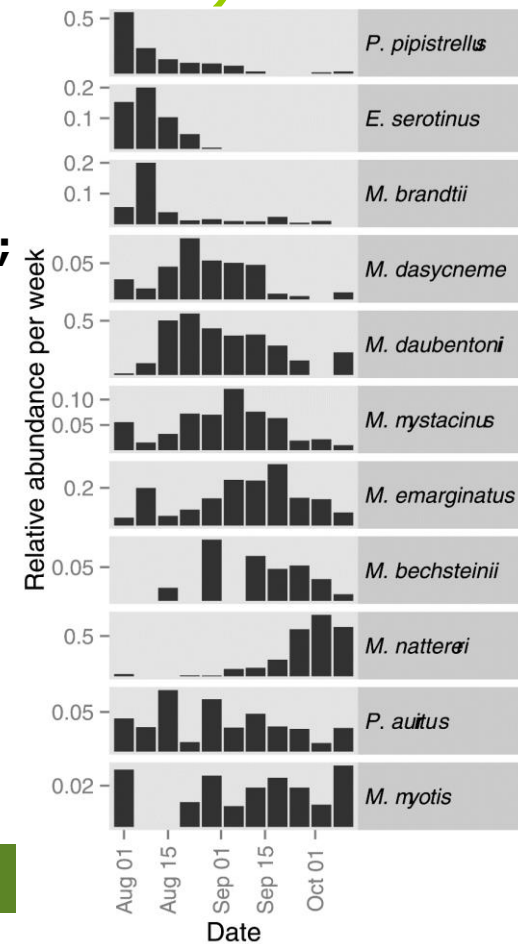 ;
Relative abundance per week
0.5
P. pipistrellus
0.2
0.1
E. serotinus
0.2
0.1
M. brandtii
0.05
M. dasycneme
0.5
M. daubentoni
0.10
0.05
M. mystacinus
0.2
M. emarginatus
0.05
M. bechsteinii
0.5
M. nattereri
0.05
P. auritus
0.02
M. myotis
Aug 01
Aug 15
Sep 01
Sep 15
Oct 01
Date